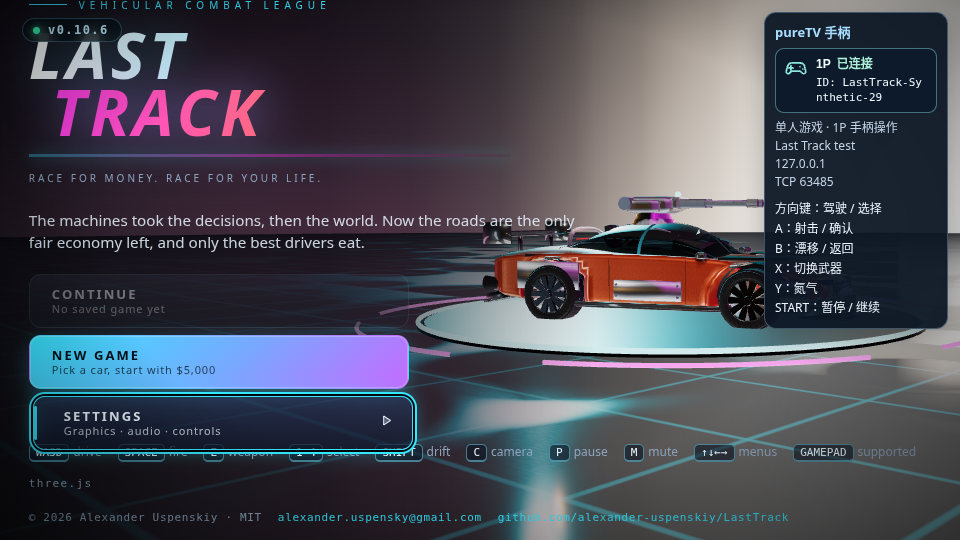 VEHICULAR COMBAT LEAGUE
v0.10.6
LAST
TRACK
RACE FOR MONEY. RACE FOR YOUR LIFE.
The machines took the decisions, then the world. Now the roads are the only
fair economy left, and only the best drivers eat.
CONTINUE
No saved game yet
NEW GAME
Pick a car, start with $5,000
SETTINGS
Graphics · audio · controls
drift C camera P pause M mute ↑↓←→ menus GAMEPAD supported
three.js
© 2026 Alexander Uspenskiy · MIT alexander.uspensky@gmail.com github.com/alexander-uspenskiy/LastTrack
pureTV 手柄
1P 已连接
ID: LastTrack-Sy
nthetic-29
单人游戏 · 1P 手柄操作
Last Track test
127.0.0.1
TCP 63485
方向键：驾驶 / 选择
A：射击 / 确认
B：漂移 / 返回
X：切换武器
Y：氮气
START：暂停 / 继续